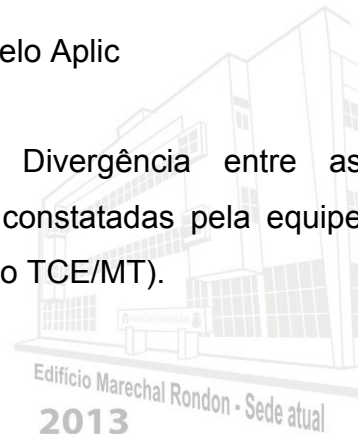 elo Aplic
Divergência entre as
constatadas pela equipe
o TCE/MT).
Edifício Marechal Rondon - Sede atual
2013